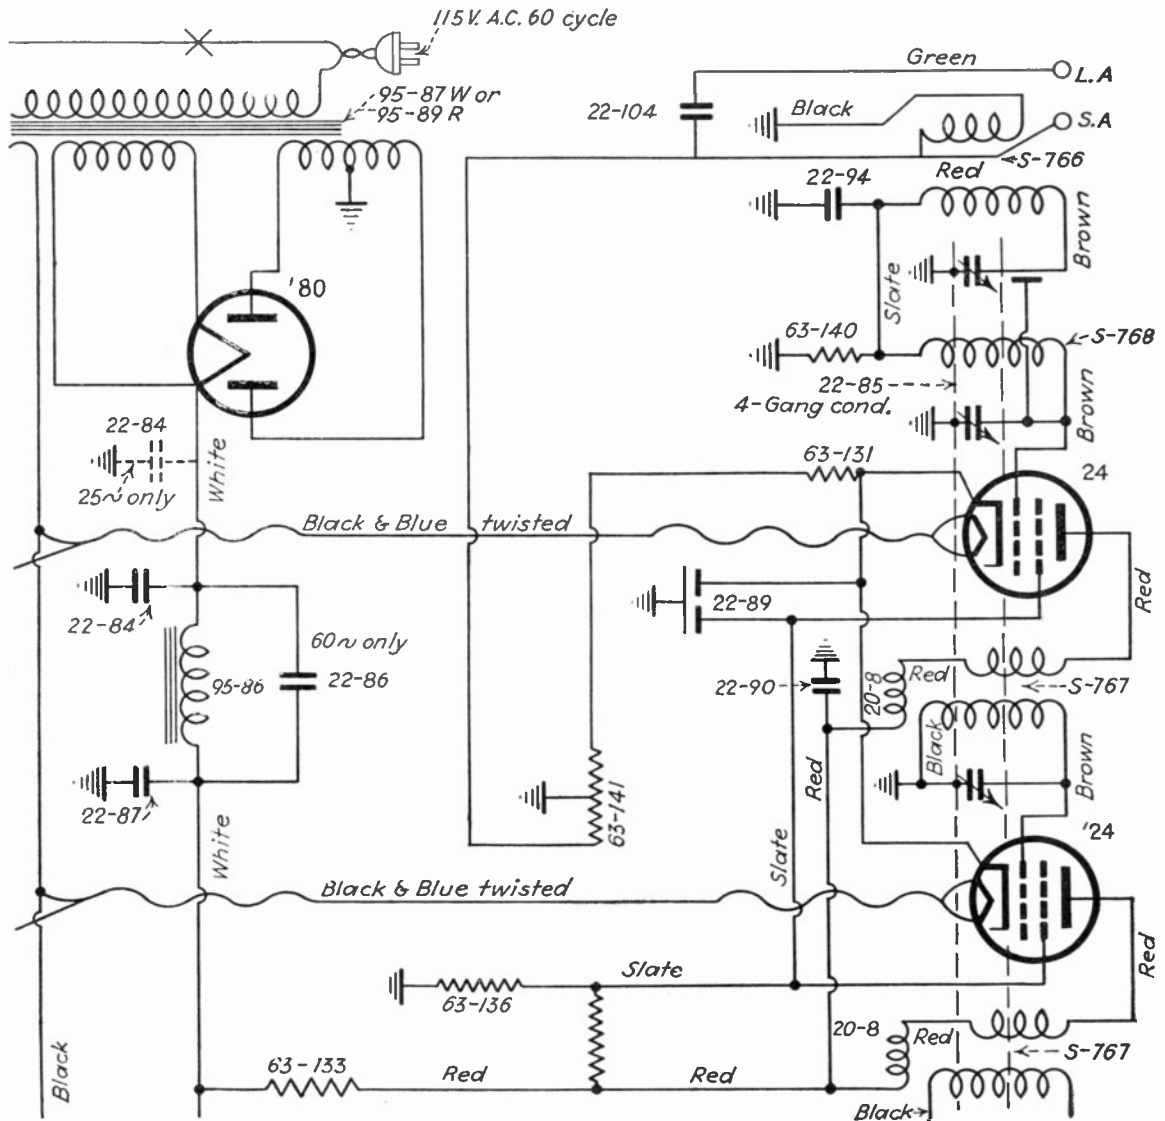 115 V. A.C. 60 cycle
Green
L.A
95-87 W or
95-89 R
22-104
Black
S.A
S-766
Red
22-94
Brown
Slate
'80
63-140
S-768
22-85
4-Gang cond.
Brown
22-84
25~only
White
63-131
24
Black & Blue twisted
22-89
Red
22-84
60~only
95-86
22-86
22-90
20-8
Red
S-767
Black
Red
Brown
22-87
63-141
White
Slate
'24
Black & Blue twisted
Red
Slate
63-136
20-8
Red
S-767
Black
63-133
Red
Red
Black